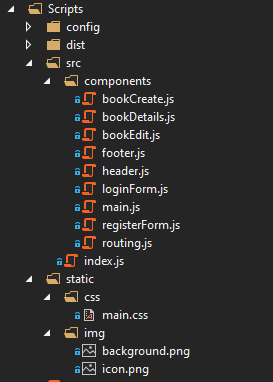 Scripts
config
dist
src
components
bookCreate.js
bookDetails.js
bookEdit.js
footer.js
header.js
loginForm.js
main.js
registerForm.js
routing.js
index.js
static
css
main.css
img
background.png
icon.png